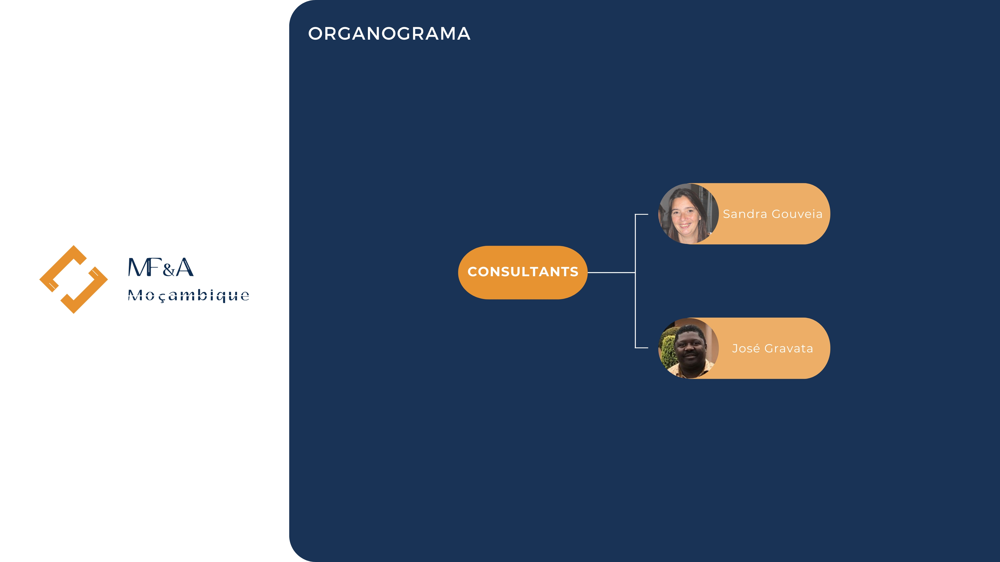 ORGANOGRAMA
MF&A
Moçambique
CONSULTANTS
Sandra Gouveia
José Gravata